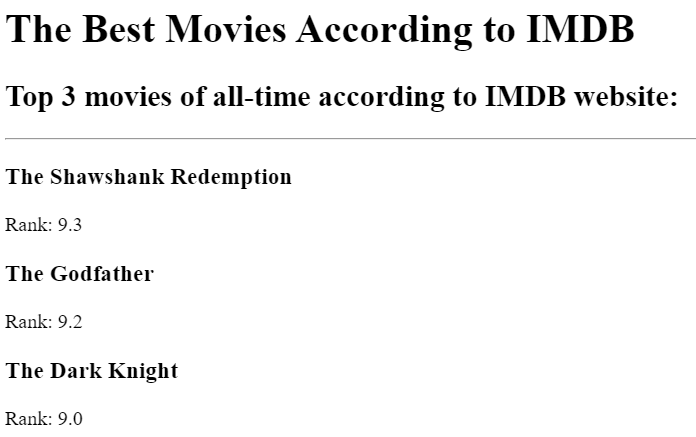 The Best Movies According to IMDB
Top 3 movies of all-time according to IMDB website:
The Shawshank Redemption
Rank: 9.3
The Godfather
Rank: 9.2
The Dark Knight
Rank: 9.0